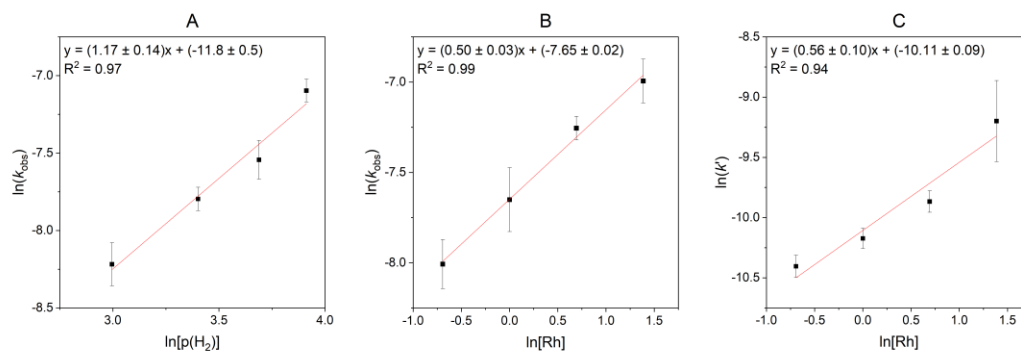 A
y = (1.17 ± 0.14)x + (-11.8 ± 0.5)
R² = 0.97
-7.0
-7.5
-8.0
-8.5
3.0
3.5
4.0
ln(k_obs)
ln[p(H₂)]
B
y = (0.50 ± 0.03)x + (-7.65 ± 0.02)
R² = 0.99
-7.0
-7.5
-8.0
-1.0
-0.5
0.0
0.5
1.0
1.5
ln(k_obs)
ln[Rh]
C
y = (0.56 ± 0.10)x + (-10.11 ± 0.09)
R² = 0.94
-8.5
-9.0
-9.5
-10.0
-10.5
-1.0
-0.5
0.0
0.5
1.0
1.5
ln(k')
ln[Rh]